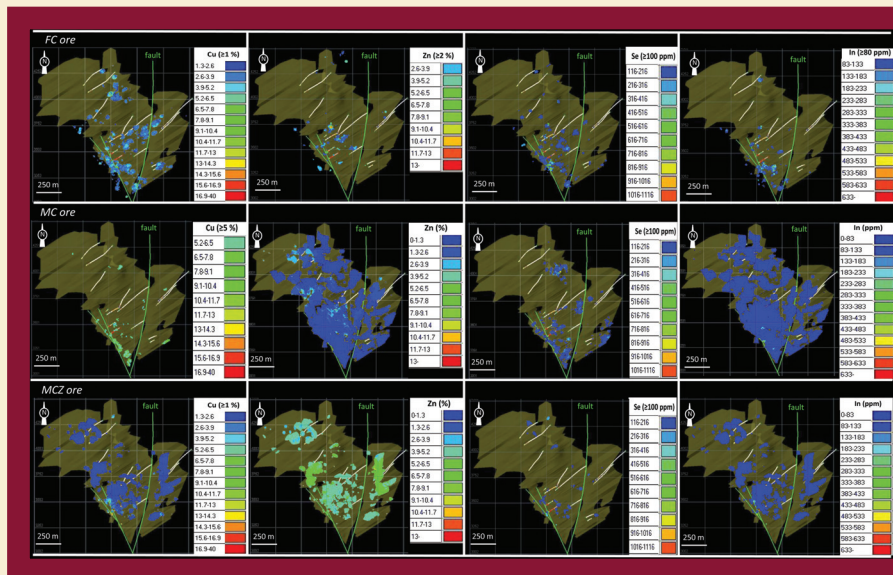 FC ore
N
fault
Cu (≥1 %)
1.3-2.6
2.6-3.9
3.9-5.2
5.2-6.5
6.5-7.8
7.8-9.1
9.1-10.4
10.4-11.7
11.7-13
13-14.3
14.3-15.6
15.6-16.9
16.9-40
250 m
N
fault
Zn (≥2 %)
2.6-3.9
3.9-5.2
5.2-6.5
6.5-7.8
7.8-9.1
9.1-10.4
10.4-11.7
11.7-13
13-
250 m
N
fault
Se (≥100 ppm)
116-216
216-316
316-416
416-516
516-616
616-716
716-816
816-916
916-1016
1016-1116
250 m
N
fault
In (≥80 ppm)
83-133
133-183
183-233
233-283
283-333
333-383
383-433
433-483
483-533
533-583
583-633
633-
250 m
MC ore
N
fault
Cu (≥5 %)
5.2-6.5
6.5-7.8
7.8-9.1
9.1-10.4
10.4-11.7
11.7-13
13-14.3
14.3-15.6
15.6-16.9
16.9-40
250 m
N
fault
Zn (%)
0-1.3
1.3-2.6
2.6-3.9
3.9-5.2
5.2-6.5
6.5-7.8
7.8-9.1
9.1-10.4
10.4-11.7
11.7-13
13-
250 m
N
fault
Se (≥100 ppm)
116-216
216-316
316-416
416-516
516-616
616-716
716-816
816-916
916-1016
1016-1116
250 m
N
fault
In (ppm)
0-83
83-133
133-183
183-233
233-283
283-333
333-383
383-433
433-483
483-533
533-583
583-633
633-
250 m
MCZ ore
N
fault
Cu (≥1 %)
1.3-2.6
2.6-3.9
3.9-5.2
5.2-6.5
6.5-7.8
7.8-9.1
9.1-10.4
10.4-11.7
11.7-13
13-14.3
14.3-15.6
15.6-16.9
16.9-40
250 m
N
fault
Zn (%)
0-1.3
1.3-2.6
2.6-3.9
3.9-5.2
5.2-6.5
6.5-7.8
7.8-9.1
9.1-10.4
10.4-11.7
11.7-13
13-
250 m
N
fault
Se (≥100 ppm)
116-216
216-316
316-416
416-516
516-616
616-716
716-816
816-916
916-1016
1016-1116
250 m
N
fault
In (ppm)
0-83
83-133
133-183
183-233
233-283
283-333
333-383
383-433
433-483
483-533
533-583
583-633
633-
250 m